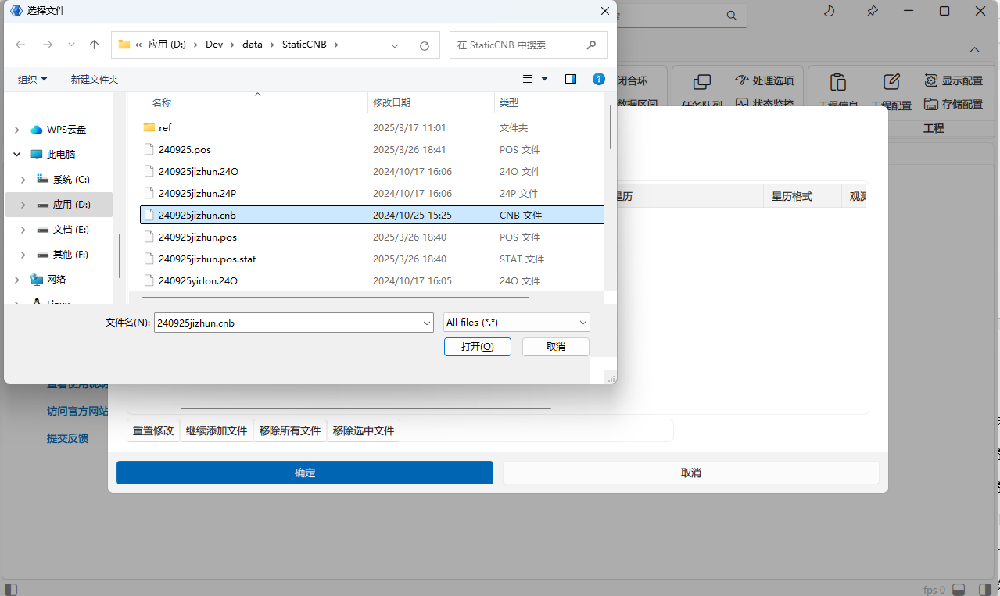 选择文件
« 应用 (D:) › Dev › data › StaticCNB ›
在 StaticCNB 中搜索
组织 新建文件夹
名称 修改日期 类型
ref 2025/3/17 11:01 文件夹
240925.pos 2025/3/26 18:41 POS 文件
240925jizhun.24O 2024/10/17 16:06 24O 文件
240925jizhun.24P 2024/10/17 16:06 24P 文件
240925jizhun.cnb 2024/10/25 15:25 CNB 文件
240925jizhun.pos 2025/3/26 18:40 POS 文件
240925jizhun.pos.stat 2025/3/26 18:40 STAT 文件
240925yidon.24O 2024/10/17 16:05 24O 文件
WPS云盘
此电脑
系统 (C:)
应用 (D:)
文档 (E:)
其他 (F:)
网络
Linux
文件名(N): 240925jizhun.cnb All files (*.*)
打开(O) 取消
闭合环 处理选项 显示配置
数据区间 任务队列 状态监控 工程信息 工程配置 存储配置
工程
星历 星历格式 观测
查看使用说明
访问官方网站
提交反馈
重置修改 继续添加文件 移除所有文件 移除选中文件
确定 取消
fps 0